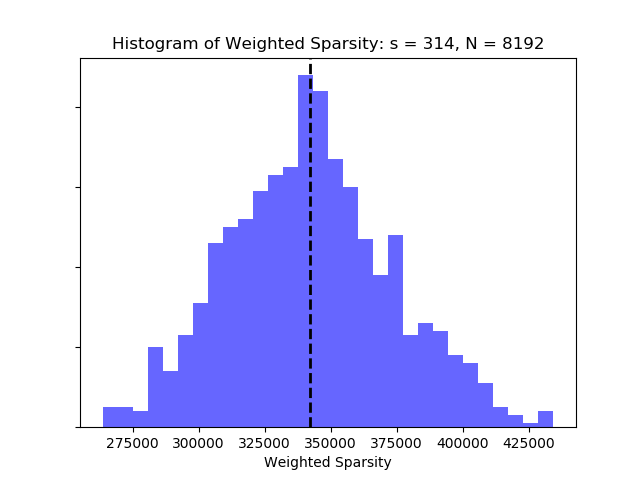 Histogram of Weighted Sparsity: s = 314, N = 8192
275000 300000 325000 350000 375000 400000 425000
Weighted Sparsity